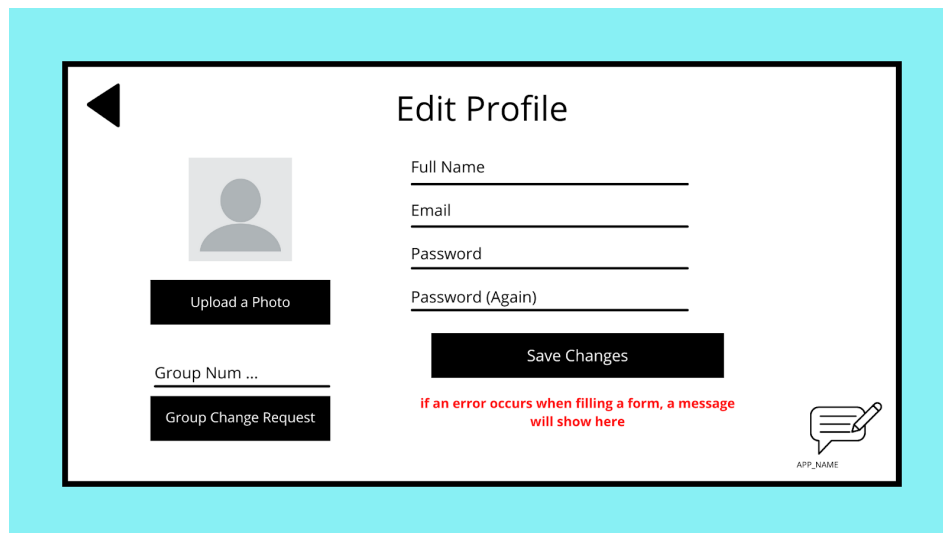 Edit Profile
Full Name
Email
Password
Password (Again)
Save Changes
if an error occurs when filling a form, a message
will show here
Upload a Photo
Group Num ...
Group Change Request
APP_NAME